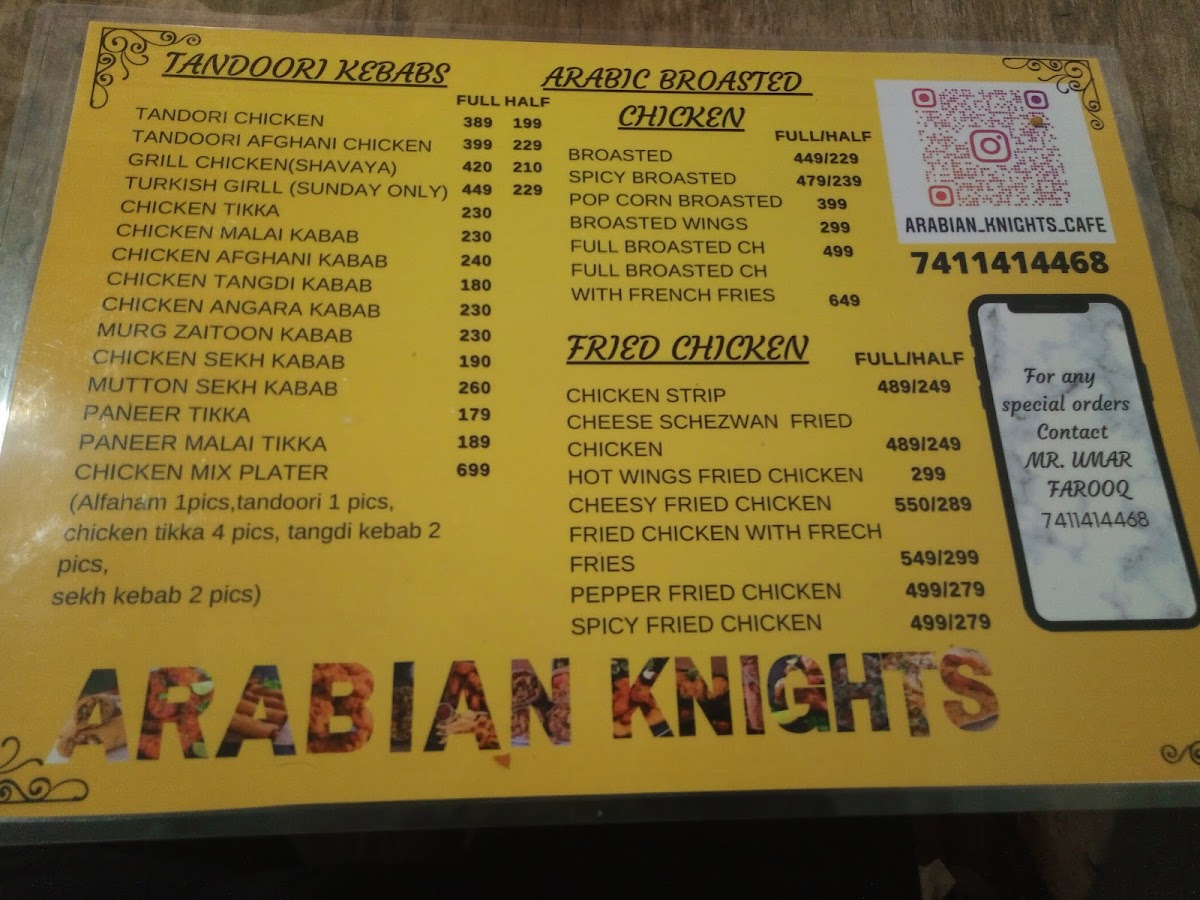 TANDOORI KEBABS
FULL HALF
TANDORI CHICKEN 389 199
TANDOORI AFGHANI CHICKEN 399 229
GRILL CHICKEN(SHAVAYA) 420 210
TURKISH GIRLL (SUNDAY ONLY) 449 229
CHICKEN TIKKA 230
CHICKEN MALAI KABAB 230
CHICKEN AFGHANI KABAB 240
CHICKEN TANGDI KABAB 180
CHICKEN ANGARA KABAB 230
MURG ZAITOON KABAB 230
CHICKEN SEKH KABAB 190
MUTTON SEKH KABAB 260
PANEER TIKKA 179
PANEER MALAI TIKKA 189
CHICKEN MIX PLATER 699
(Alfaham 1pics,tandoori 1 pics,
chicken tikka 4 pics, tangdi kebab 2
pics,
sekh kebab 2 pics)
ARABIC BROASTED
CHICKEN
FULL/HALF
BROASTED 449/229
SPICY BROASTED 479/239
POP CORN BROASTED 399
BROASTED WINGS 299
FULL BROASTED CH 499
FULL BROASTED CH
WITH FRENCH FRIES 649
FRIED CHICKEN
FULL/HALF
CHICKEN STRIP 489/249
CHEESE SCHEZWAN FRIED
CHICKEN 489/249
HOT WINGS FRIED CHICKEN 299
CHEESY FRIED CHICKEN 550/289
FRIED CHICKEN WITH FRECH
FRIES 549/299
PEPPER FRIED CHICKEN 499/279
SPICY FRIED CHICKEN 499/279
ARABIAN_KNIGHTS_CAFE
7411414468
For any
special orders
Contact
MR. UMAR
FAROOQ
7411414468
ARABIAN KNIGHTS